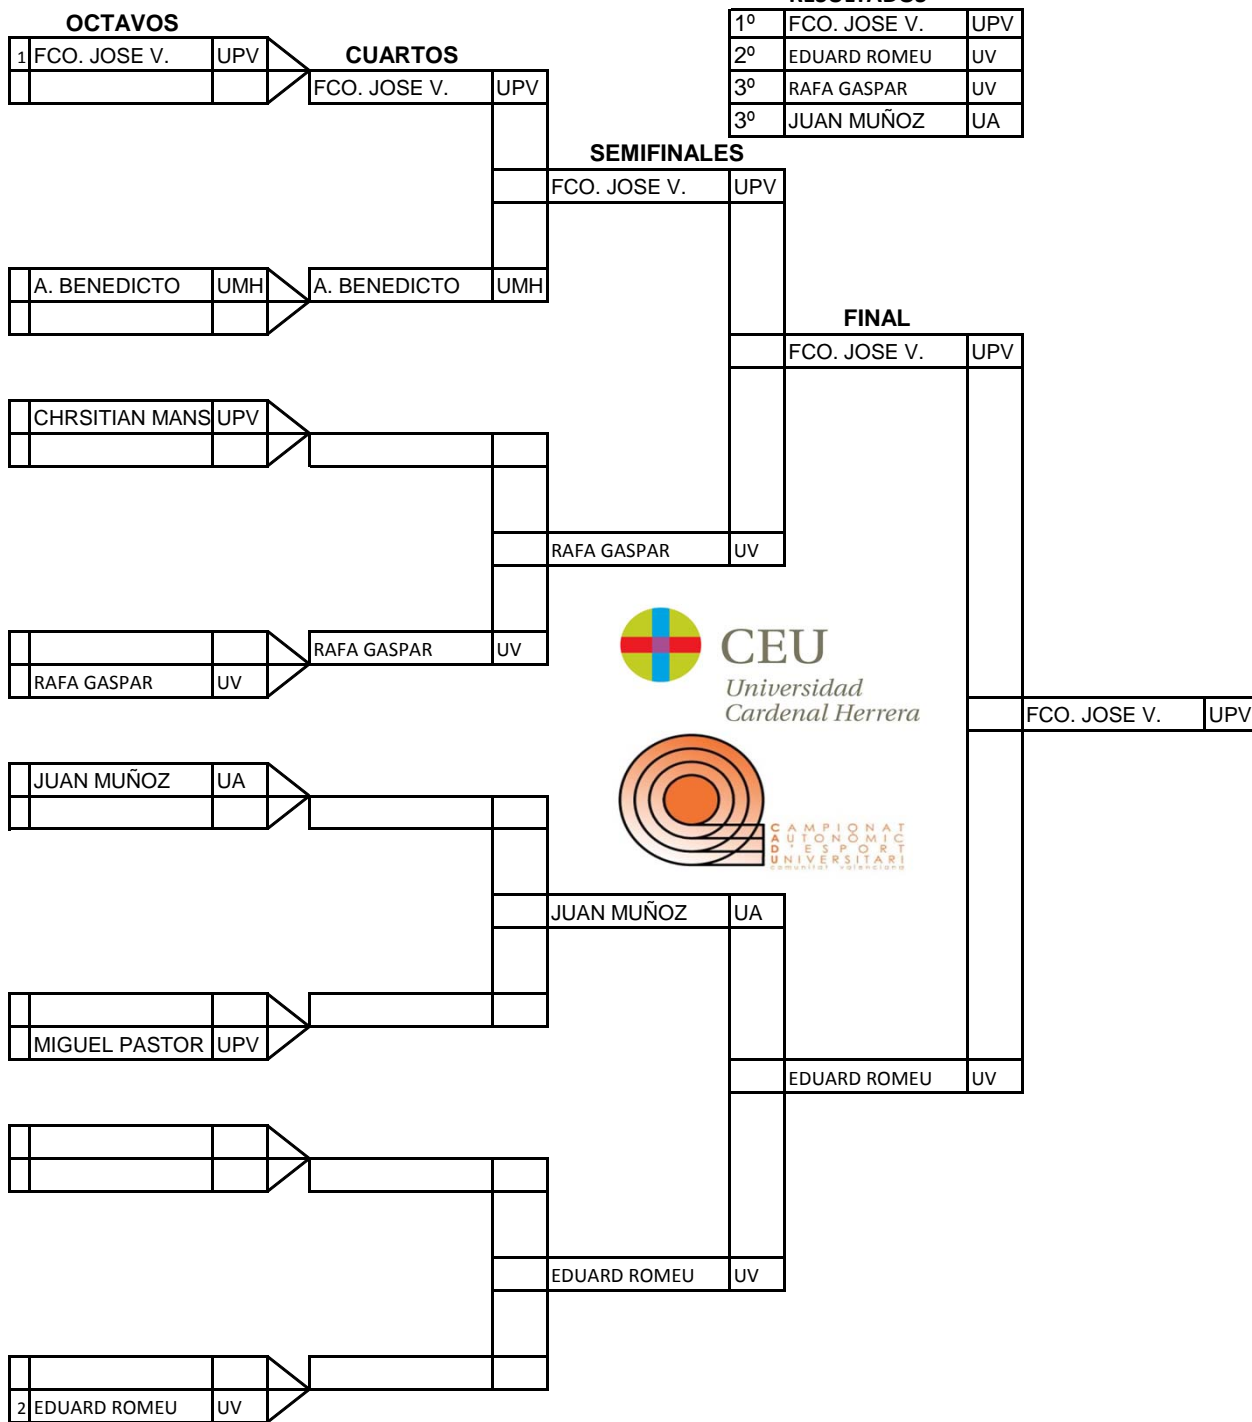 RESULTADOS
OCTAVOS
1º FCO. JOSE V. UPV
1 FCO. JOSE V. UPV
CUARTOS
2º EDUARD ROMEU UV
FCO. JOSE V. UPV
3º RAFA GASPAR UV
3º JUAN MUÑOZ UA
SEMIFINALES
FCO. JOSE V. UPV
A. BENEDICTO UMH
A. BENEDICTO UMH
FINAL
FCO. JOSE V. UPV
CHRSITIAN MANS UPV
RAFA GASPAR UV
RAFA GASPAR UV
RAFA GASPAR UV
CEU
Universidad
Cardenal Herrera
FCO. JOSE V. UPV
JUAN MUÑOZ UA
CAMPIONAT
AUTONÒMIC
D'ESPORT
UNIVERSITARI
comunitat valenciana
JUAN MUÑOZ UA
MIGUEL PASTOR UPV
EDUARD ROMEU UV
EDUARD ROMEU UV
2 EDUARD ROMEU UV